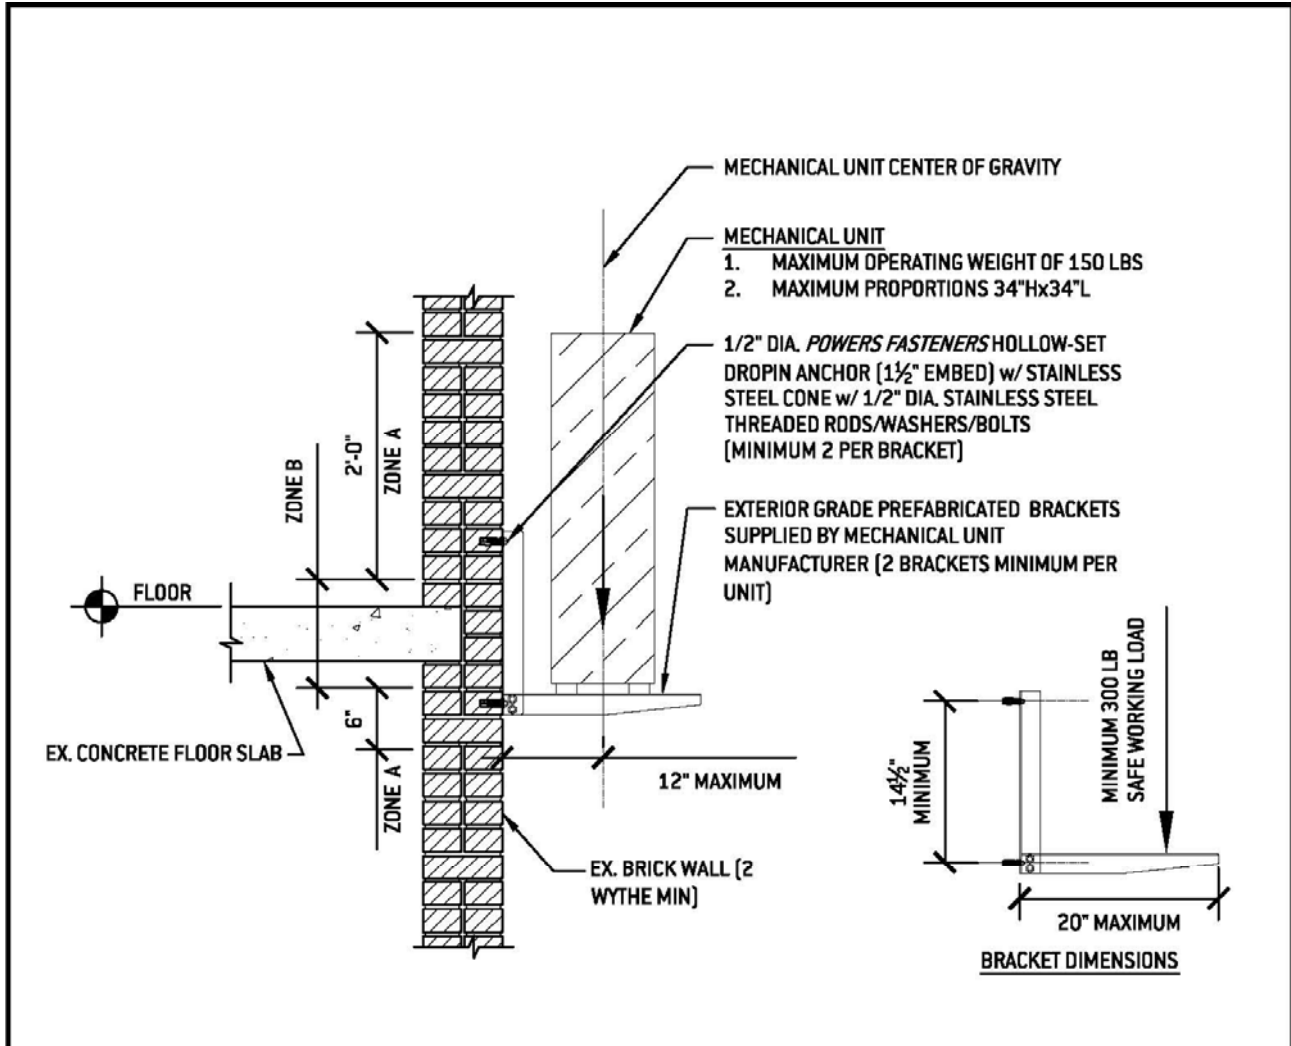 MECHANICAL UNIT CENTER OF GRAVITY
MECHANICAL UNIT
1. MAXIMUM OPERATING WEIGHT OF 150 LBS
2. MAXIMUM PROPORTIONS 34"Hx34"L
1/2" DIA. POWERS FASTENERS HOLLOW-SET
DROPIN ANCHOR (1½" EMBED) w/ STAINLESS
STEEL CONE w/ 1/2" DIA. STAINLESS STEEL
THREADED RODS/WASHERS/BOLTS
(MINIMUM 2 PER BRACKET)
EXTERIOR GRADE PREFABRICATED BRACKETS
SUPPLIED BY MECHANICAL UNIT
MANUFACTURER (2 BRACKETS MINIMUM PER
UNIT)
2'-0"
ZONE A
ZONE B
FLOOR
6"
ZONE A
EX. CONCRETE FLOOR SLAB
12" MAXIMUM
EX. BRICK WALL (2
WYTHE MIN)
MINIMUM 300 LB
SAFE WORKING LOAD
14½"
MINIMUM
20" MAXIMUM
BRACKET DIMENSIONS